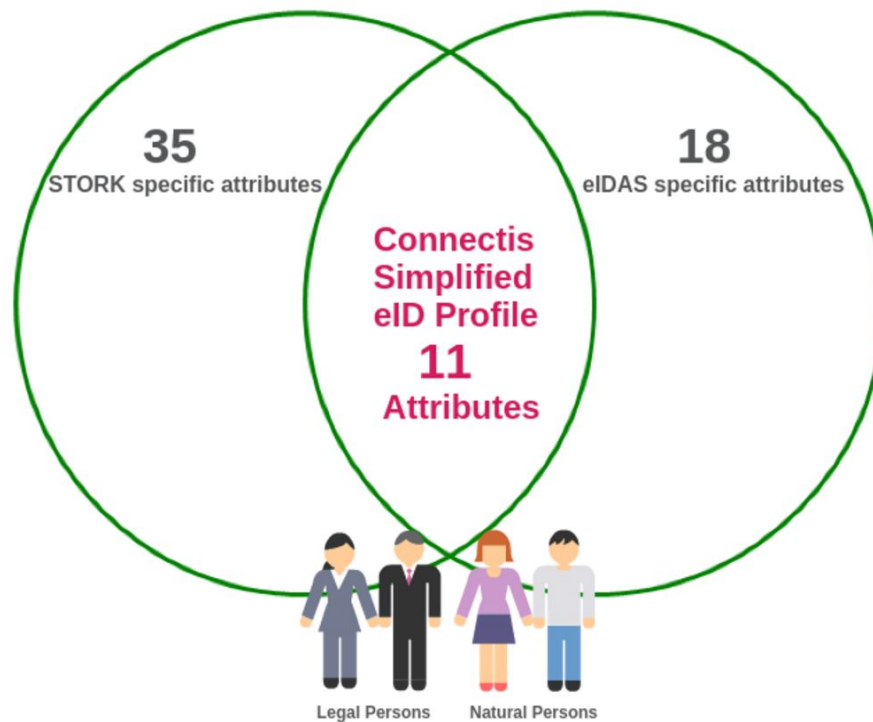 35
STORK specific attributes
18
eIDAS specific attributes
Connectis
Simplified
eID Profile
11
Attributes
Legal Persons
Natural Persons